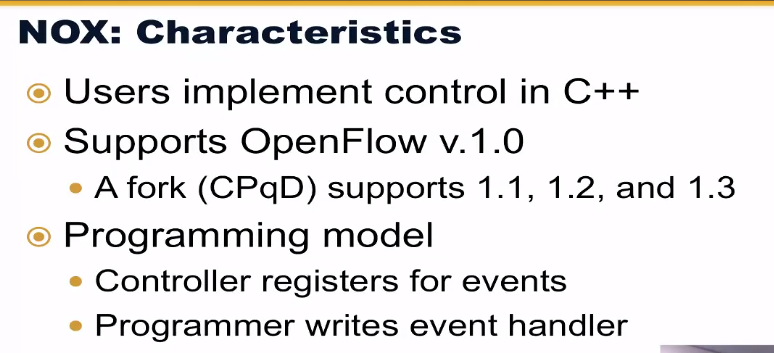 NOX: Characteristics
Users implement control in C++
Supports OpenFlow v.1.0
A fork (CPqD) supports 1.1, 1.2, and 1.3
Programming model
Controller registers for events
Programmer writes event handler